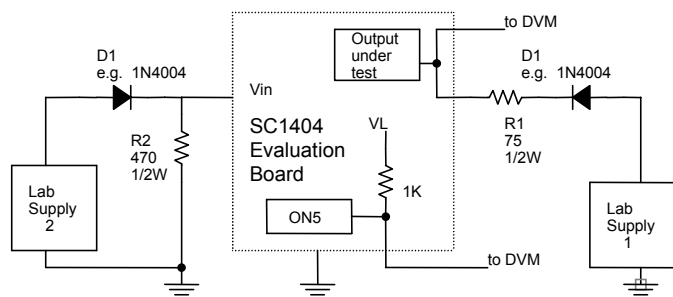 to DVM
D1
e.g. 1N4004
Output
under
test
D1
e.g. 1N4004
Vin
SC1404
Evaluation
Board
VL
R1
75
1/2W
R2
470
1/2W
1K
Lab
Supply
2
ON5
Lab
Supply
1
to DVM